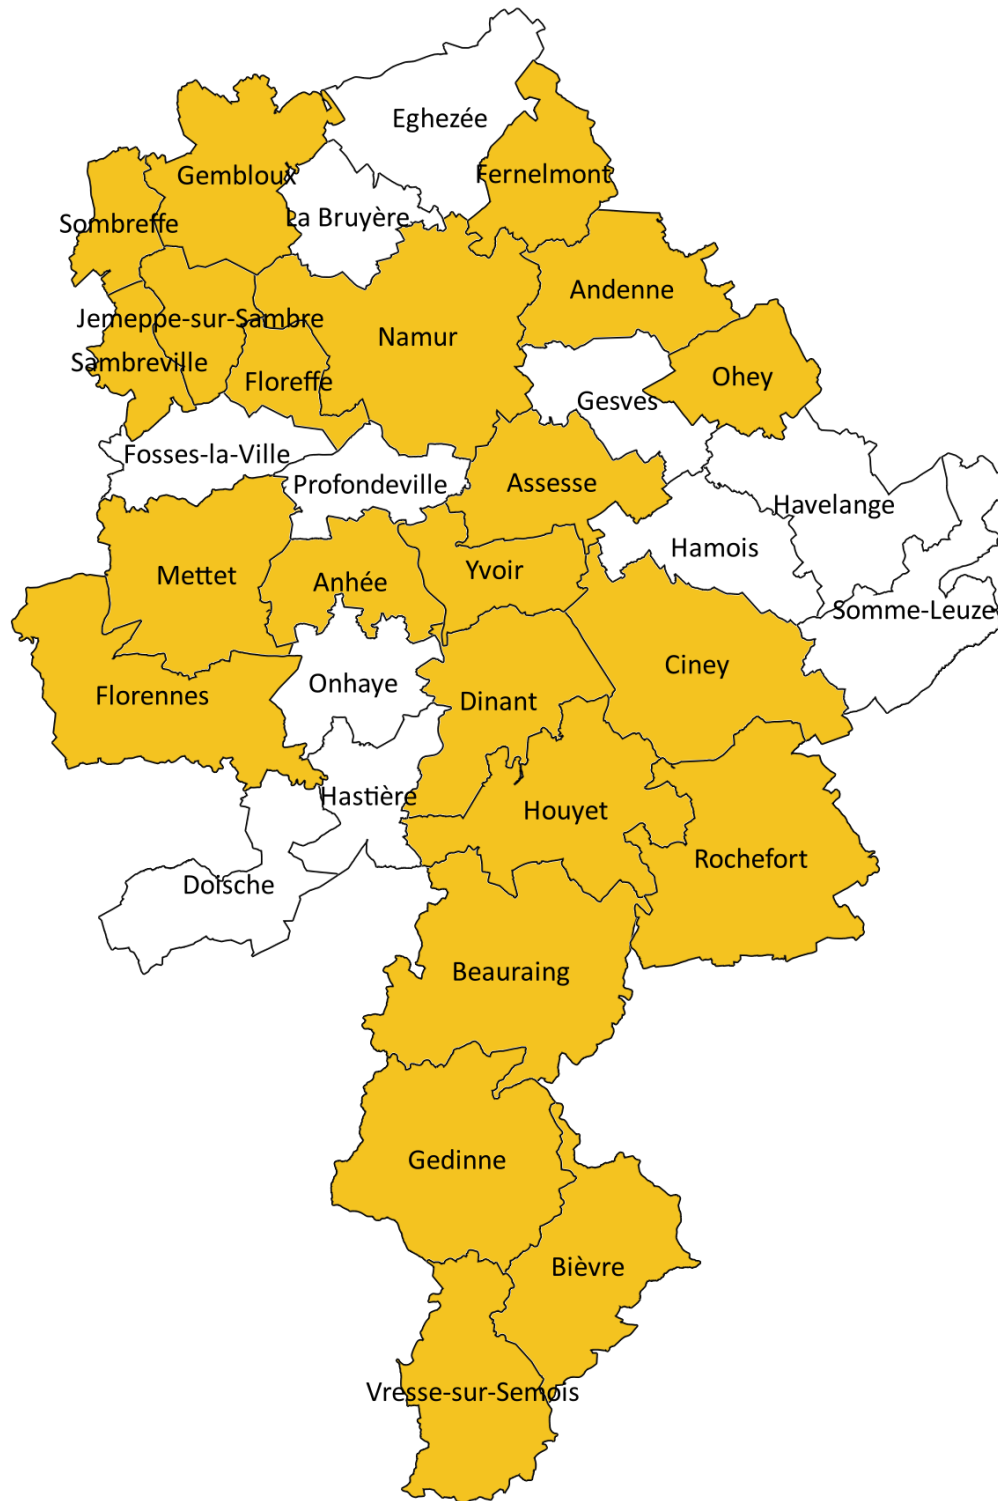 Eghezée
Gembloux
Fernelmont
Sombreffe
La Bruyère
Andenne
Jemeppe-sur-Sambre
Namur
Sambreville
Floreffe
Ohey
Gesves
Fosses-la-Ville
Profondeville
Assesse
Havelange
Hamois
Mettet
Anhée
Yvoir
Somme-Leuze
Ciney
Florennes
Onhaye
Dinant
Hastière
Houyet
Rochefort
Doische
Beauraing
Gedinne
Bièvre
Vresse-sur-Semois